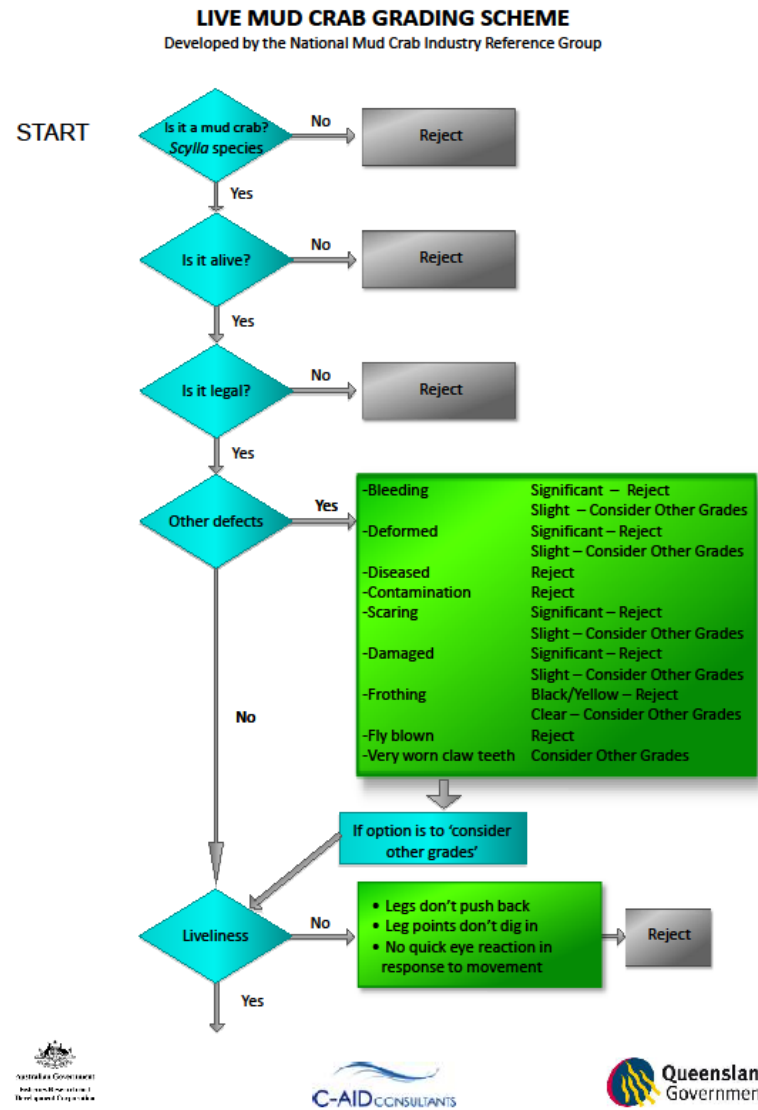 LIVE MUD CRAB GRADING SCHEME
Developed by the National Mud Crab Industry Reference Group
START
Is it a mud crab?
Scylla species
No
Reject
Yes
Is it alive?
No
Reject
Yes
Is it legal?
No
Reject
Yes
Other defects
Yes
-Bleeding Significant – Reject
Slight – Consider Other Grades
-Deformed Significant – Reject
Slight – Consider Other Grades
-Diseased Reject
-Contamination Reject
-Scaring Significant – Reject
Slight – Consider Other Grades
-Damaged Significant – Reject
Slight – Consider Other Grades
-Frothing Black/Yellow – Reject
Clear – Consider Other Grades
-Fly blown Reject
-Very worn claw teeth Consider Other Grades
No
If option is to ‘consider
other grades’
Liveliness
No
• Legs don’t push back
• Leg points don’t dig in
• No quick eye reaction in
response to movement
Reject
Yes
Australian Government
Fisheries Research and
Development Corporation
C-AID CONSULTANTS
Queenslan
Government